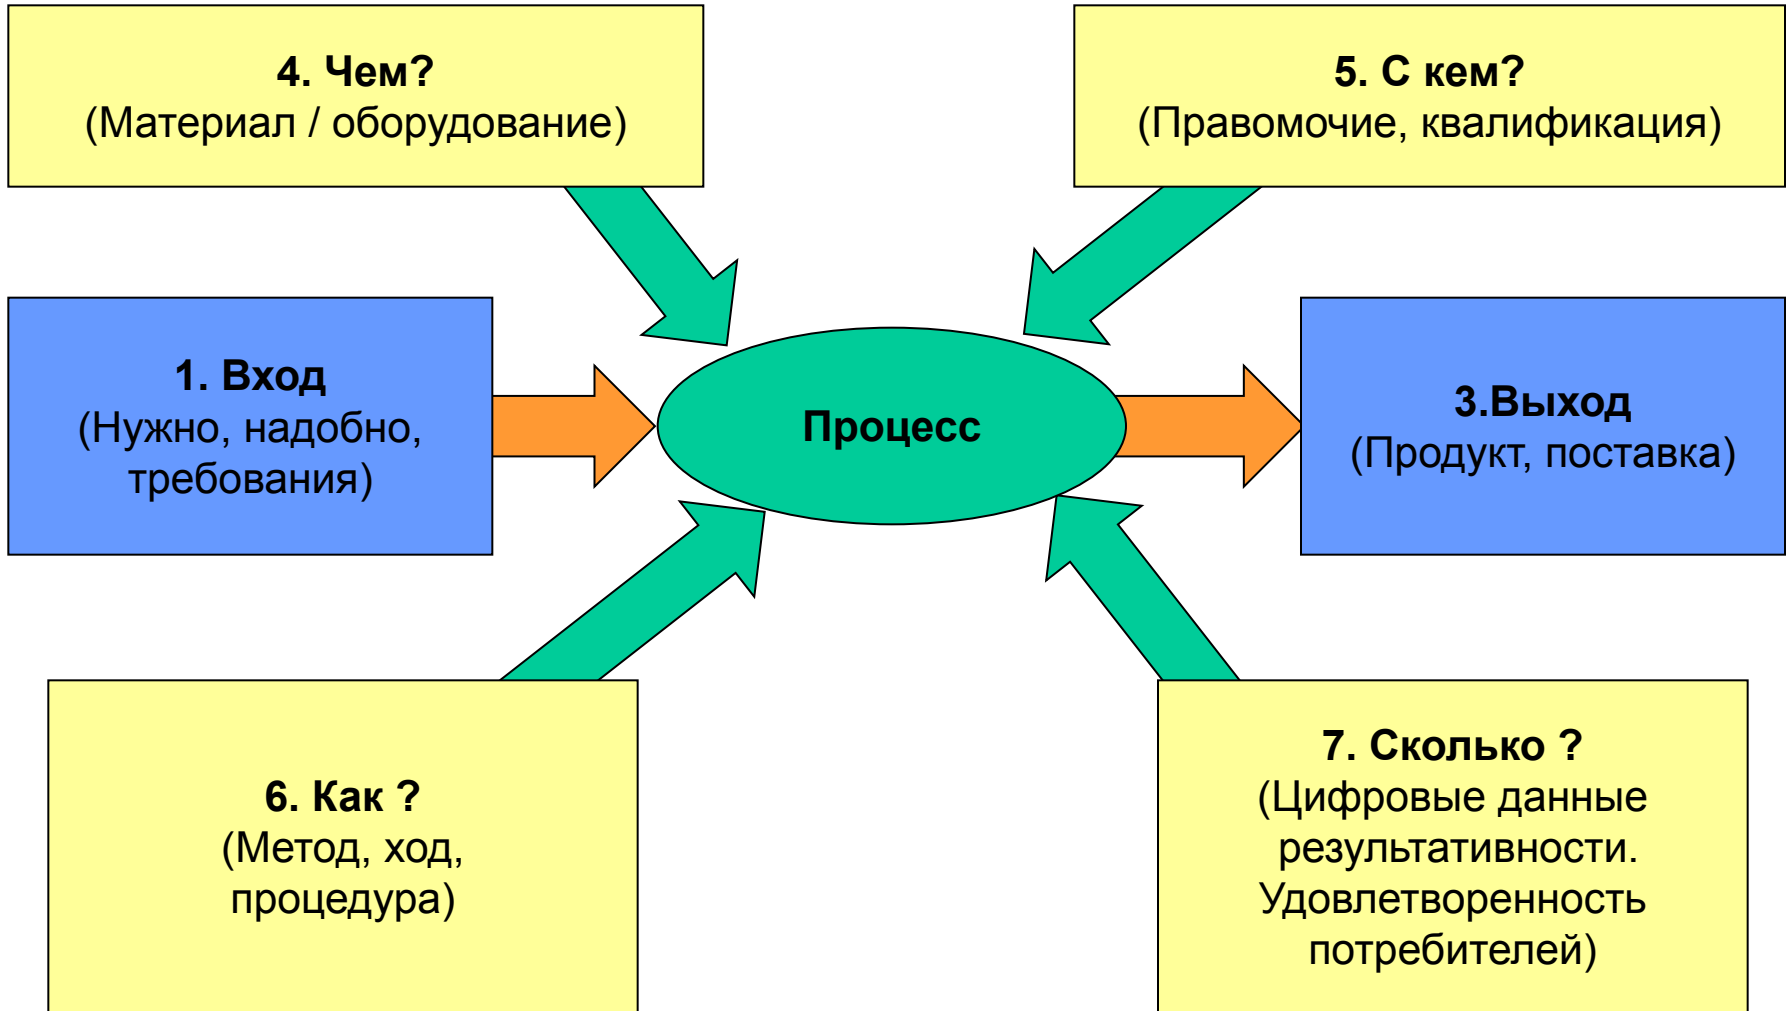 4. Чем?
(Материал / оборудование)
5. С кем?
(Правомочие, квалификация)
1. Вход
(Нужно, надобно,
требования)
Процесс
3.Выход
(Продукт, поставка)
6. Как ?
(Метод, ход,
процедура)
7. Сколько ?
(Цифровые данные
результативности.
Удовлетворенность
потребителей)